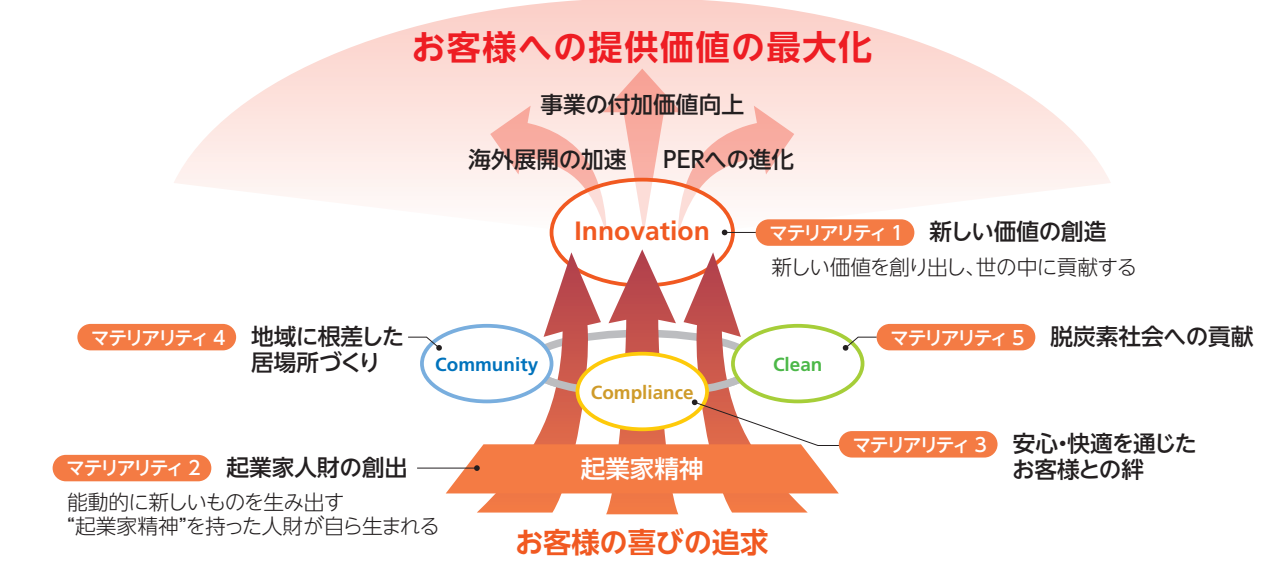 お客様への提供価値の最大化
事業の付加価値向上
海外展開の加速
PERへの進化
Innovation
マテリアリティ 1
新しい価値の創造
新しい価値を創り出し、世の中に貢献する
マテリアリティ 4
地域に根差した
居場所づくり
Community
Compliance
Clean
マテリアリティ 5
脱炭素社会への貢献
マテリアリティ 3
安心・快適を通じた
お客様との絆
マテリアリティ 2
起業家人財の創出
能動的に新しいものを生み出す
“起業家精神”を持った人財が自ら生まれる
起業家精神
お客様の喜びの追求